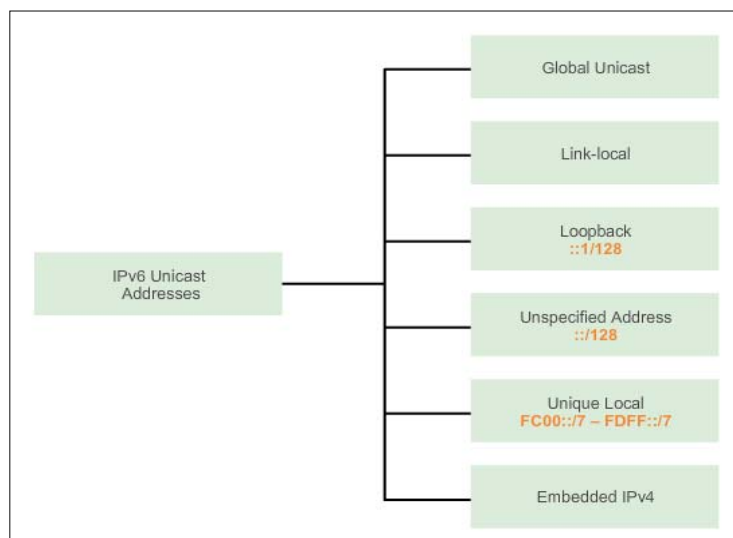 Global Unicast
Link-local
Loopback
::1/128
IPv6 Unicast
Addresses
Unspecified Address
::/128
Unique Local
FC00::/7 – FDFF::/7
Embedded IPv4